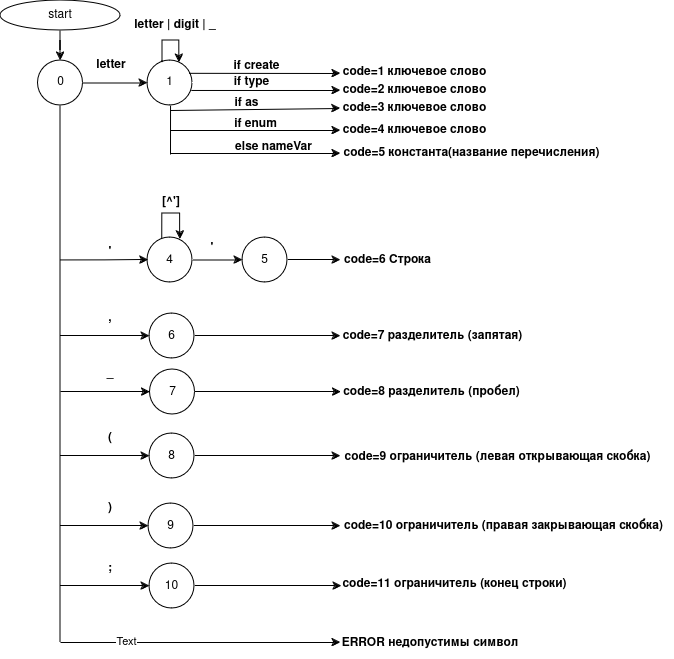 start
letter | digit | _
0
letter
1
if create
code=1 ключевое слово
if type
code=2 ключевое слово
if as
code=3 ключевое слово
if enum
code=4 ключевое слово
else nameVar
code=5 константа(название перечисления)
[^']
'
4
'
5
code=6 Строка
,
6
code=7 разделитель (запятая)
_
7
code=8 разделитель (пробел)
(
8
code=9 ограничитель (левая открывающая скобка)
)
9
code=10 ограничитель (правая закрывающая скобка)
;
10
code=11 ограничитель (конец строки)
Text
ERROR недопустимы символ